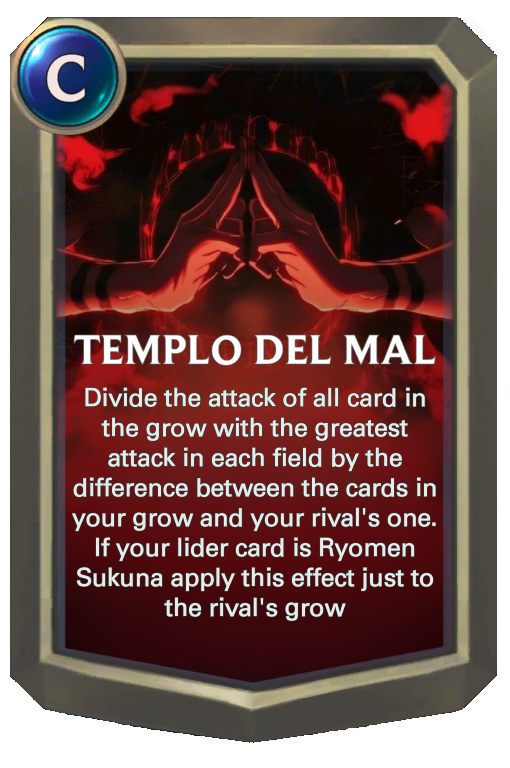 C
TEMPLO DEL MAL
Divide the attack of all card in
the grow with the greatest
attack in each field by the
difference between the cards in
your grow and your rival's one.
If your lider card is Ryomen
Sukuna apply this effect just to
the rival's grow